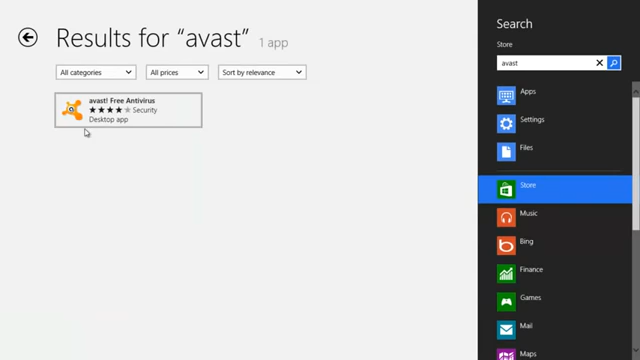 Results for “avast” 1 app
All categories
All prices
Sort by relevance
avast! Free Antivirus
Security
Desktop app
Search
Store
avast
Apps
Settings
Files
Store
Music
Bing
Finance
Games
Mail
Maps